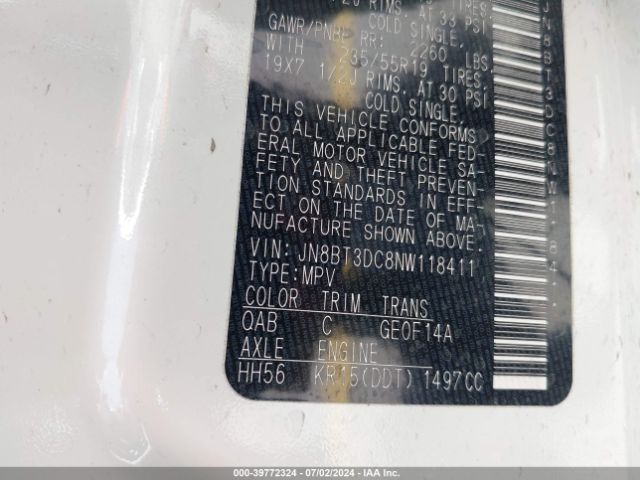 RIMS. AT 33 PSI
GAWR/PNBE RR: COLD SINGLE,
WITH 2260 LBS
235/55R19 TIRES,
19X7 1/2J RIMS. AT 30 PSI
COLD SINGLE,
THIS VEHICLE CONFORMS
TO ALL APPLICABLE FED-
ERAL MOTOR VEHICLE SA-
FETY AND THEFT PREVEN-
TION STANDARDS IN EFF-
ECT ON THE DATE OF MA-
NUFACTURE SHOWN ABOVE.
VIN: JN8BT3DC8NW118411
TYPE:MPV
COLOR TRIM TRANS
QAB C GE0F14A
AXLE ENGINE
HH56 KR15(DDT) 1497CC
000-39772324 - 07/02/2024 - IAA Inc.